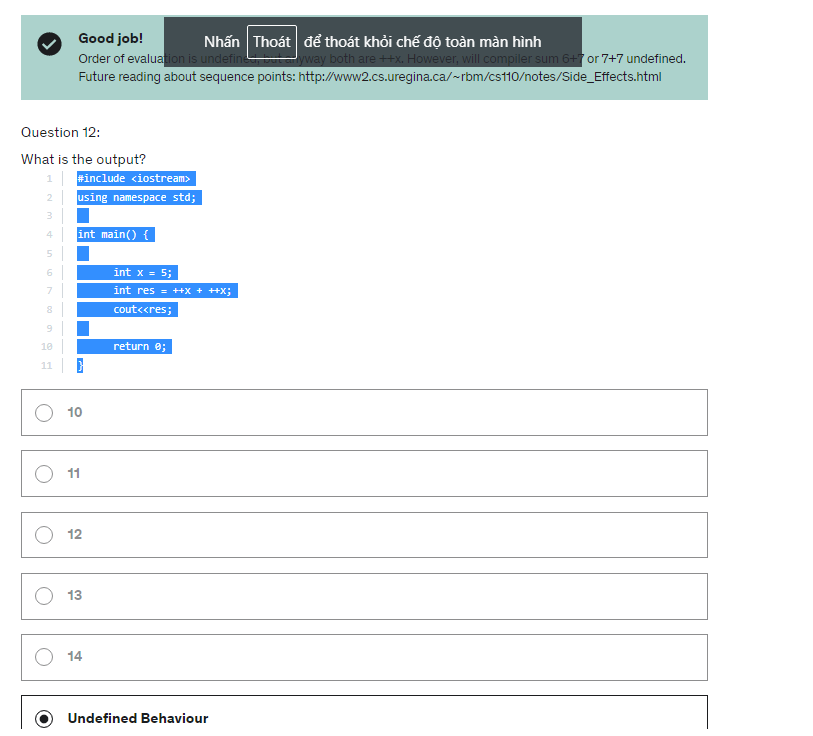 Good job!
Nhấn Thoát để thoát khỏi chế độ toàn màn hình
Order of evaluation is undefined, but anyway both are ++x. However, will compiler sum 6+7 or 7+7 undefined.
Future reading about sequence points: http://www2.cs.uregina.ca/~rbm/cs110/notes/Side_Effects.html
Question 12:
What is the output?
1 #include <iostream>
2 using namespace std;
3
4 int main() {
5
6 int x = 5;
7 int res = ++x + ++x;
8 cout<<res;
9
10 return 0;
11 }
10
11
12
13
14
Undefined Behaviour